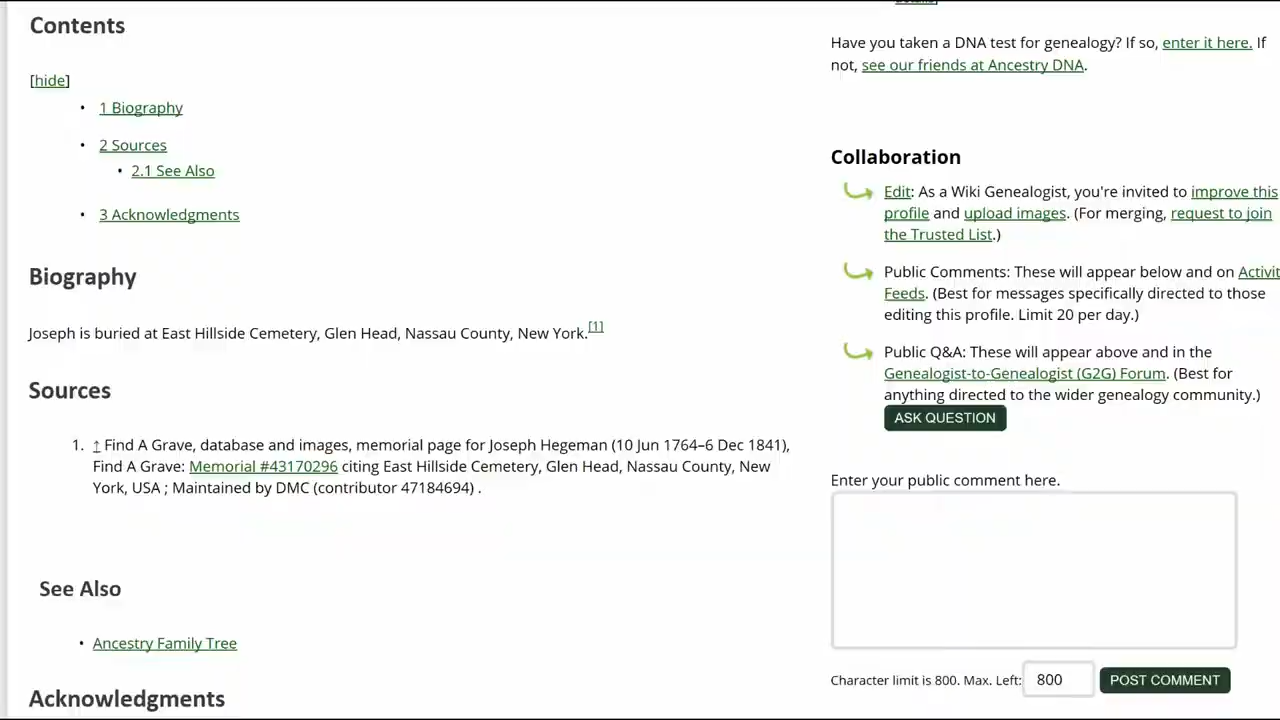 Contents
[hide]
• 1 Biography
• 2 Sources
• 2.1 See Also
• 3 Acknowledgments
Biography
Joseph is buried at East Hillside Cemetery, Glen Head, Nassau County, New York.[1]
Sources
1. ↑ Find A Grave, database and images, memorial page for Joseph Hegeman (10 Jun 1764–6 Dec 1841),
Find A Grave: Memorial #43170296 citing East Hillside Cemetery, Glen Head, Nassau County, New
York, USA ; Maintained by DMC (contributor 47184694) .
See Also
• Ancestry Family Tree
Acknowledgments
Have you taken a DNA test for genealogy? If so, enter it here. If
not, see our friends at Ancestry DNA.
Collaboration
Edit: As a Wiki Genealogist, you're invited to improve this
profile and upload images. (For merging, request to join
the Trusted List.)
Public Comments: These will appear below and on Activit
Feeds. (Best for messages specifically directed to those
editing this profile. Limit 20 per day.)
Public Q&A: These will appear above and in the
Genealogist-to-Genealogist (G2G) Forum. (Best for
anything directed to the wider genealogy community.)
ASK QUESTION
Enter your public comment here.
Character limit is 800. Max. Left: 800 POST COMMENT